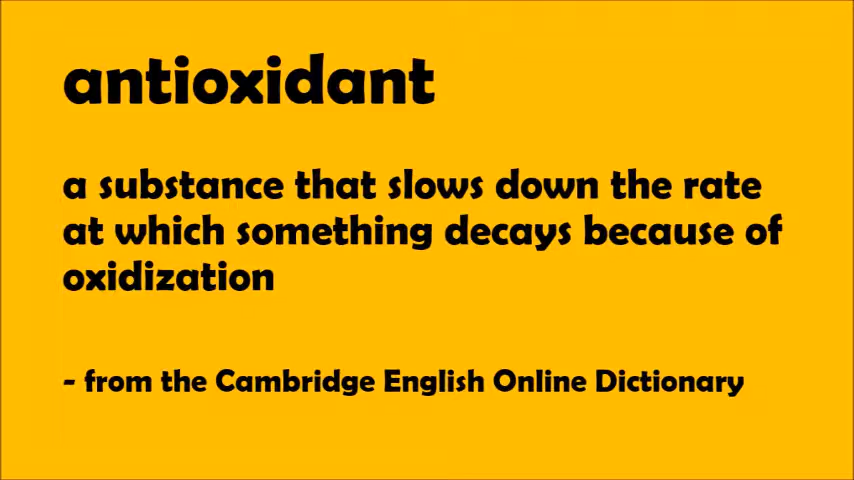 antioxidant
a substance that slows down the rate
at which something decays because of
oxidization
- from the Cambridge English Online Dictionary